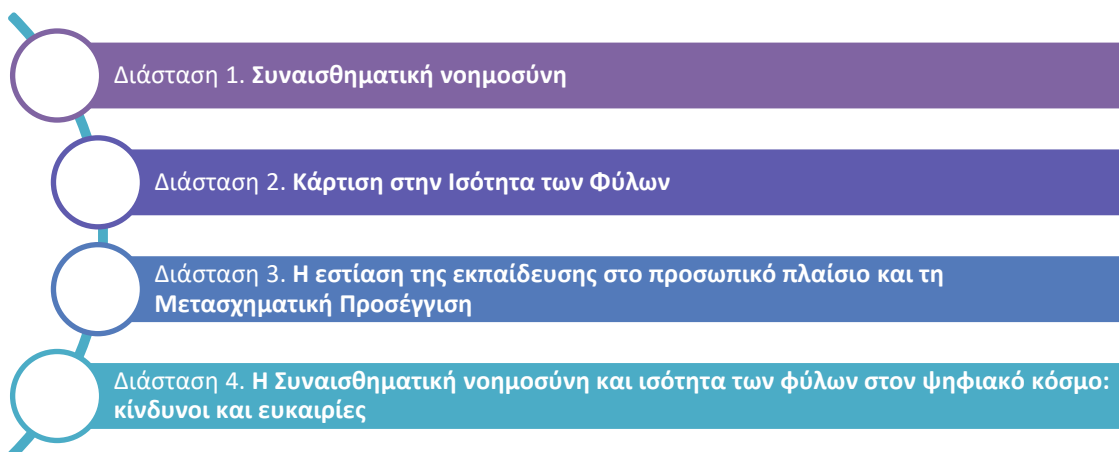 Διάσταση 1. Συναισθηματική νοημοσύνη
Διάσταση 2. Κάρτιση στην Ισότητα των Φύλων
Διάσταση 3. Η εστίαση της εκπαίδευσης στο προσωπικό πλαίσιο και τη
Μετασχηματική Προσέγγιση
Διάσταση 4. Η Συναισθηματική νοημοσύνη και ισότητα των φύλων στον ψηφιακό κόσμο:
κίνδυνοι και ευκαιρίες